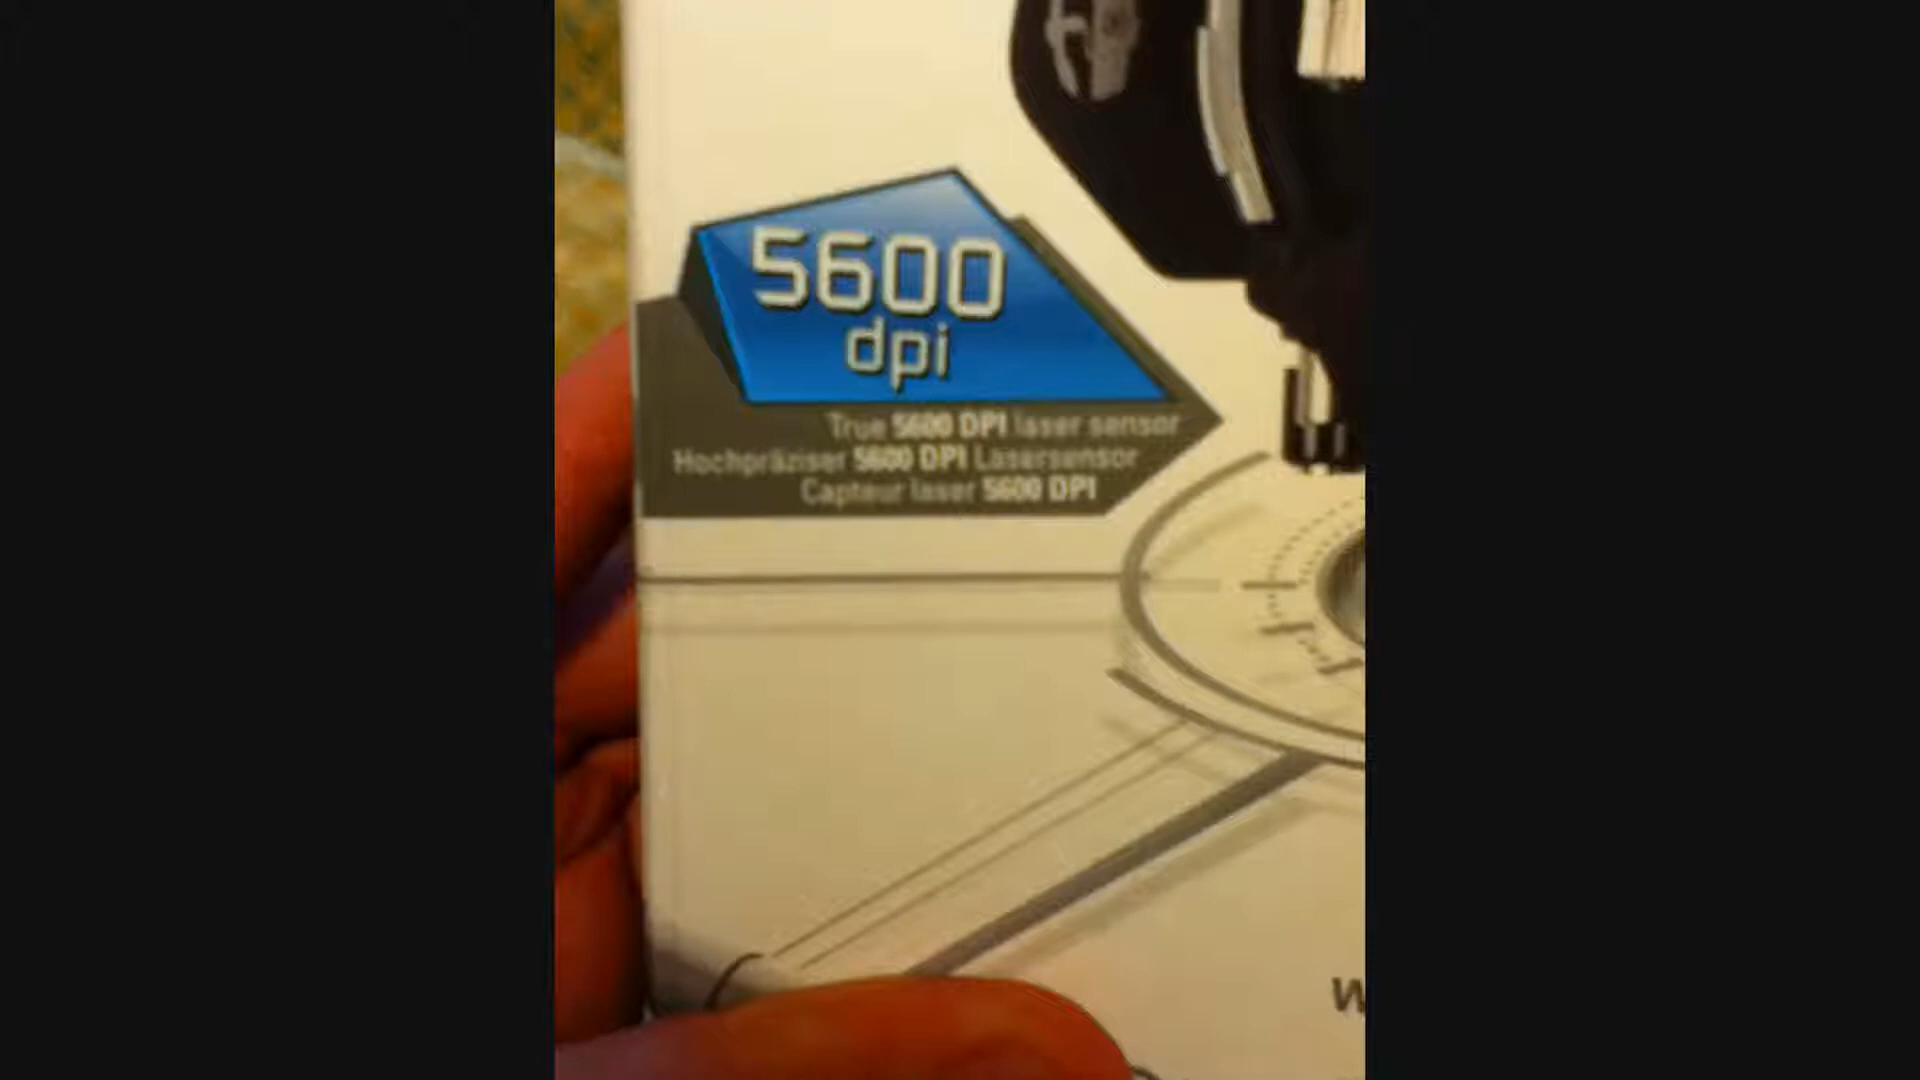 5600
dpi
True 5600 DPI laser sensor
Hochpräziser 5600 DPI Lasersensor
Capteur laser 5600 DPI